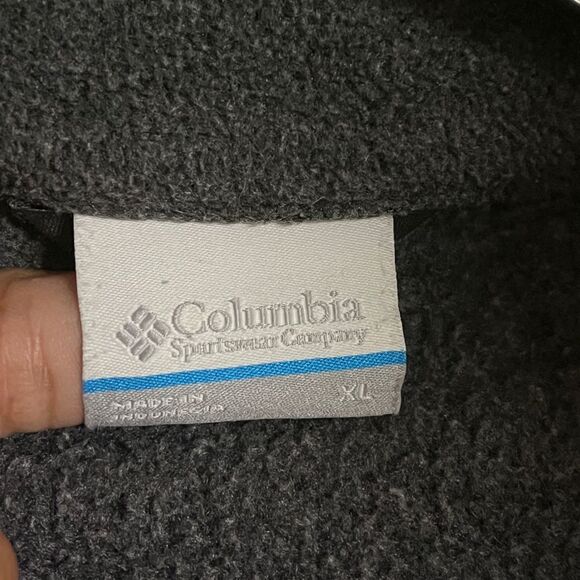 Columbia
Sportswear Company
XL
MADE IN
INDONESIA